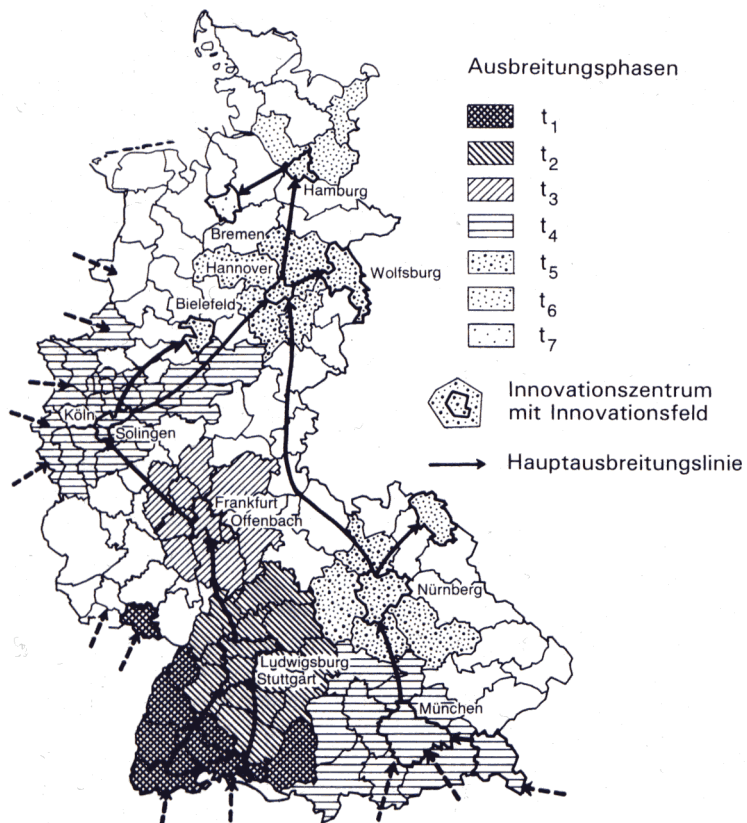 Ausbreitungsphasen
t1
t2
t3
t4
t5
t6
t7
Innovationszentrum
mit Innovationsfeld
Hauptausbreitungslinie
Hamburg
Bremen
Hannover
Wolfsburg
Bielefeld
Köln
Solingen
Frankfurt
Offenbach
Nürnberg
Ludwigsburg
Stuttgart
München